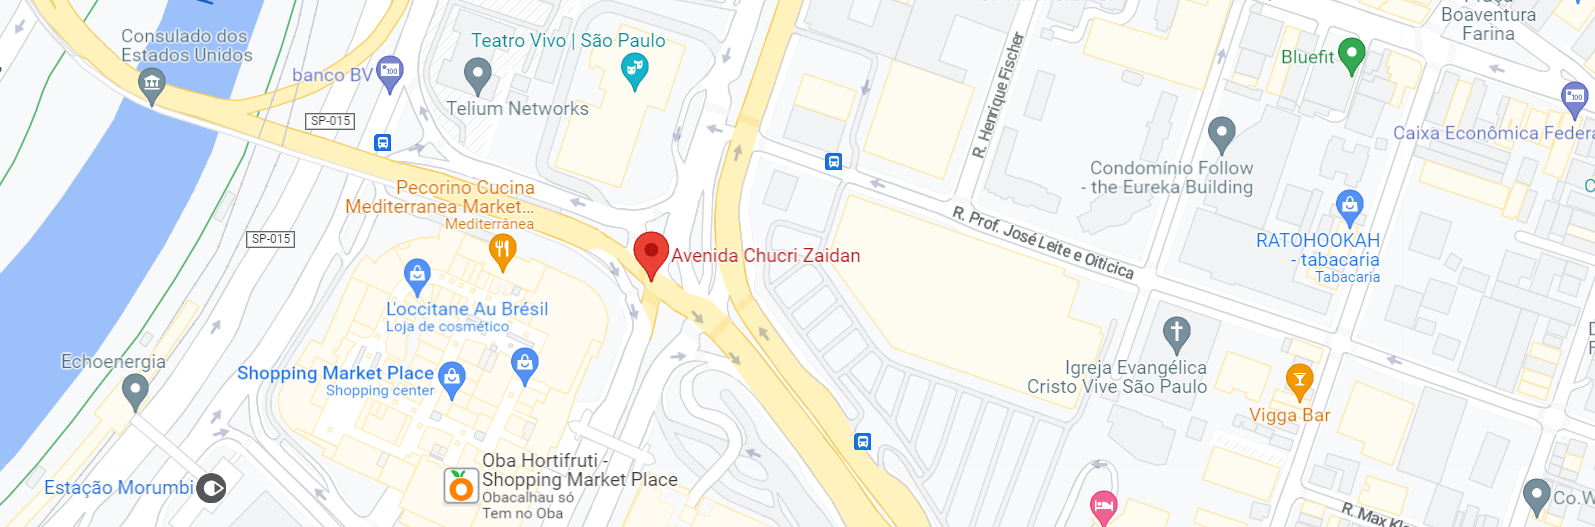 Consulado dos
Estados Unidos
banco BV
Teatro Vivo | São Paulo
Telium Networks
SP-015
SP-015
Pecorino Cucina
Mediterranea Market...
Mediterrânea
Avenida Chucri Zaidan
L'occitane Au Brésil
Loja de cosmético
Echoenergia
Shopping Market Place
Shopping center
Oba Hortifruti -
Shopping Market Place
Obacalhau só
Tem no Oba
Estação Morumbi
R. Henrique Fischer
R. Prof. José Leite e Oiticica
Boaventura
Farina
Bluefit
Caixa Econômica Federa
Condomínio Follow
- the Eureka Building
RATOHOOKAH
- tabacaria
Tabacaria
Igreja Evangélica
Cristo Vive São Paulo
Vigga Bar
R. Max Kl
Co.W